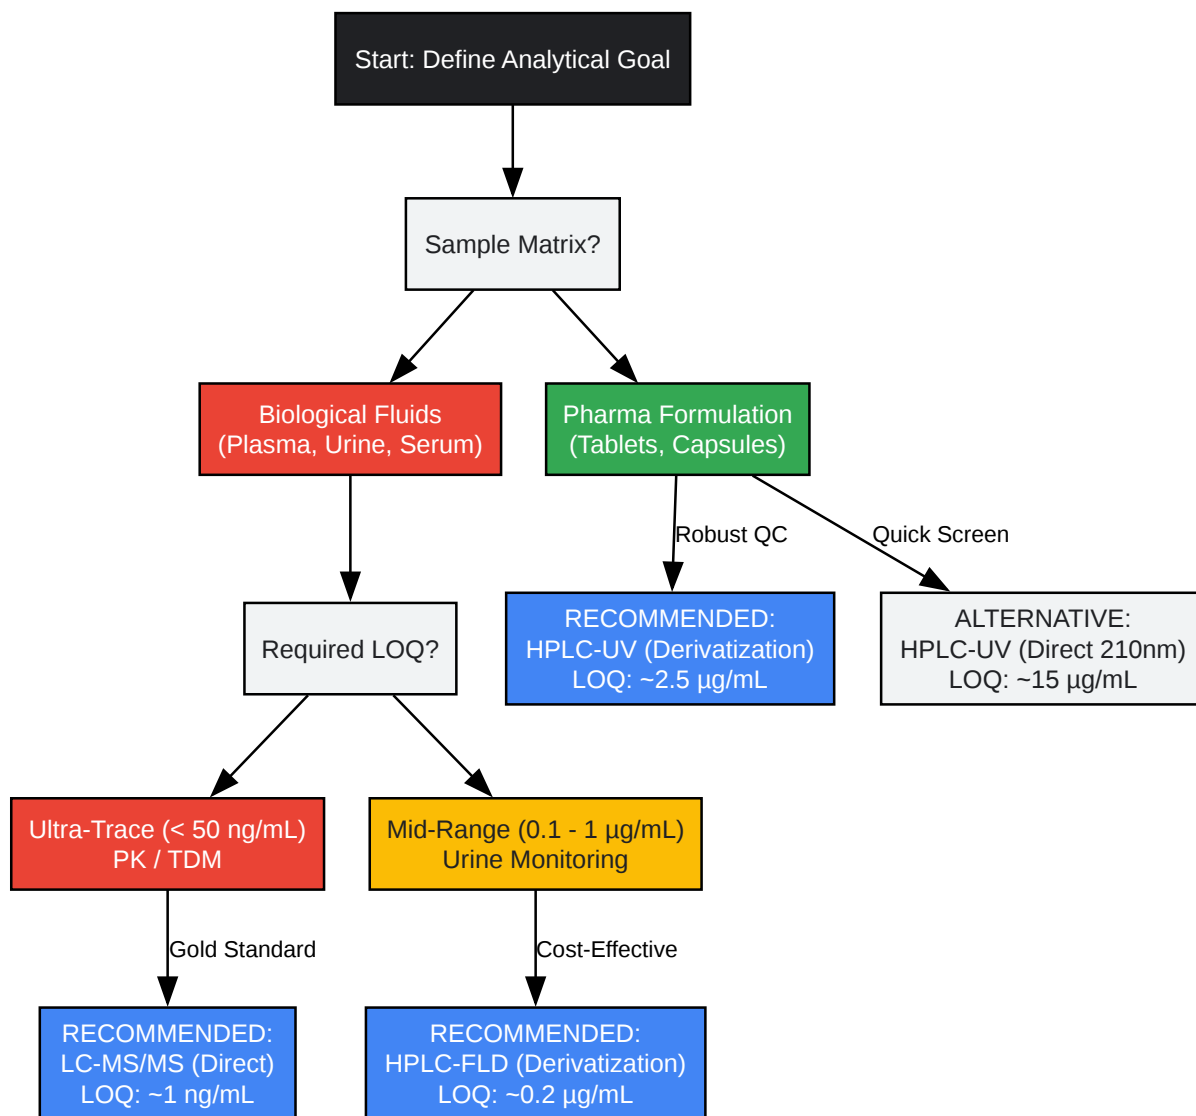 Start: Define Analytical Goal
Sample Matrix?
Biological Fluids
(Plasma, Urine, Serum)
Pharma Formulation
(Tablets, Capsules)
Robust QC
Quick Screen
Required LOQ?
RECOMMENDED:
HPLC-UV (Derivatization)
LOQ: ~2.5 µg/mL
ALTERNATIVE:
HPLC-UV (Direct 210nm)
LOQ: ~15 µg/mL
Ultra-Trace (< 50 ng/mL)
PK / TDM
Mid-Range (0.1 - 1 µg/mL)
Urine Monitoring
Gold Standard
Cost-Effective
RECOMMENDED:
LC-MS/MS (Direct)
LOQ: ~1 ng/mL
RECOMMENDED:
HPLC-FLD (Derivatization)
LOQ: ~0.2 µg/mL